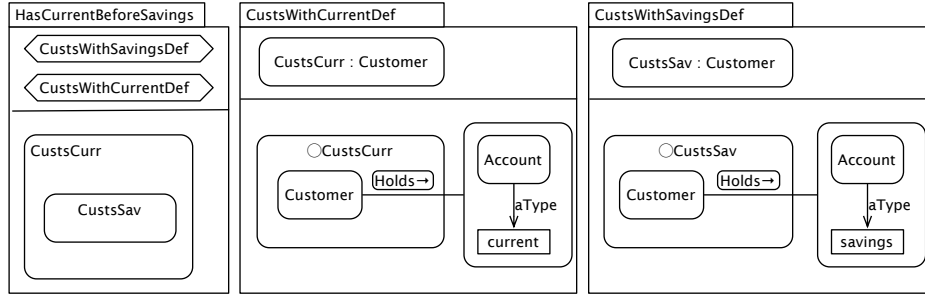 HasCurrentBeforeSavings
CustsWithSavingsDef
CustsWithCurrentDef
CustsCurr
CustsSav
CustsWithCurrentDef
CustsCurr : Customer
CustsCurr
Customer
Holds→
Account
aType
current
CustsWithSavingsDef
CustsSav : Customer
CustsSav
Customer
Holds→
Account
aType
savings